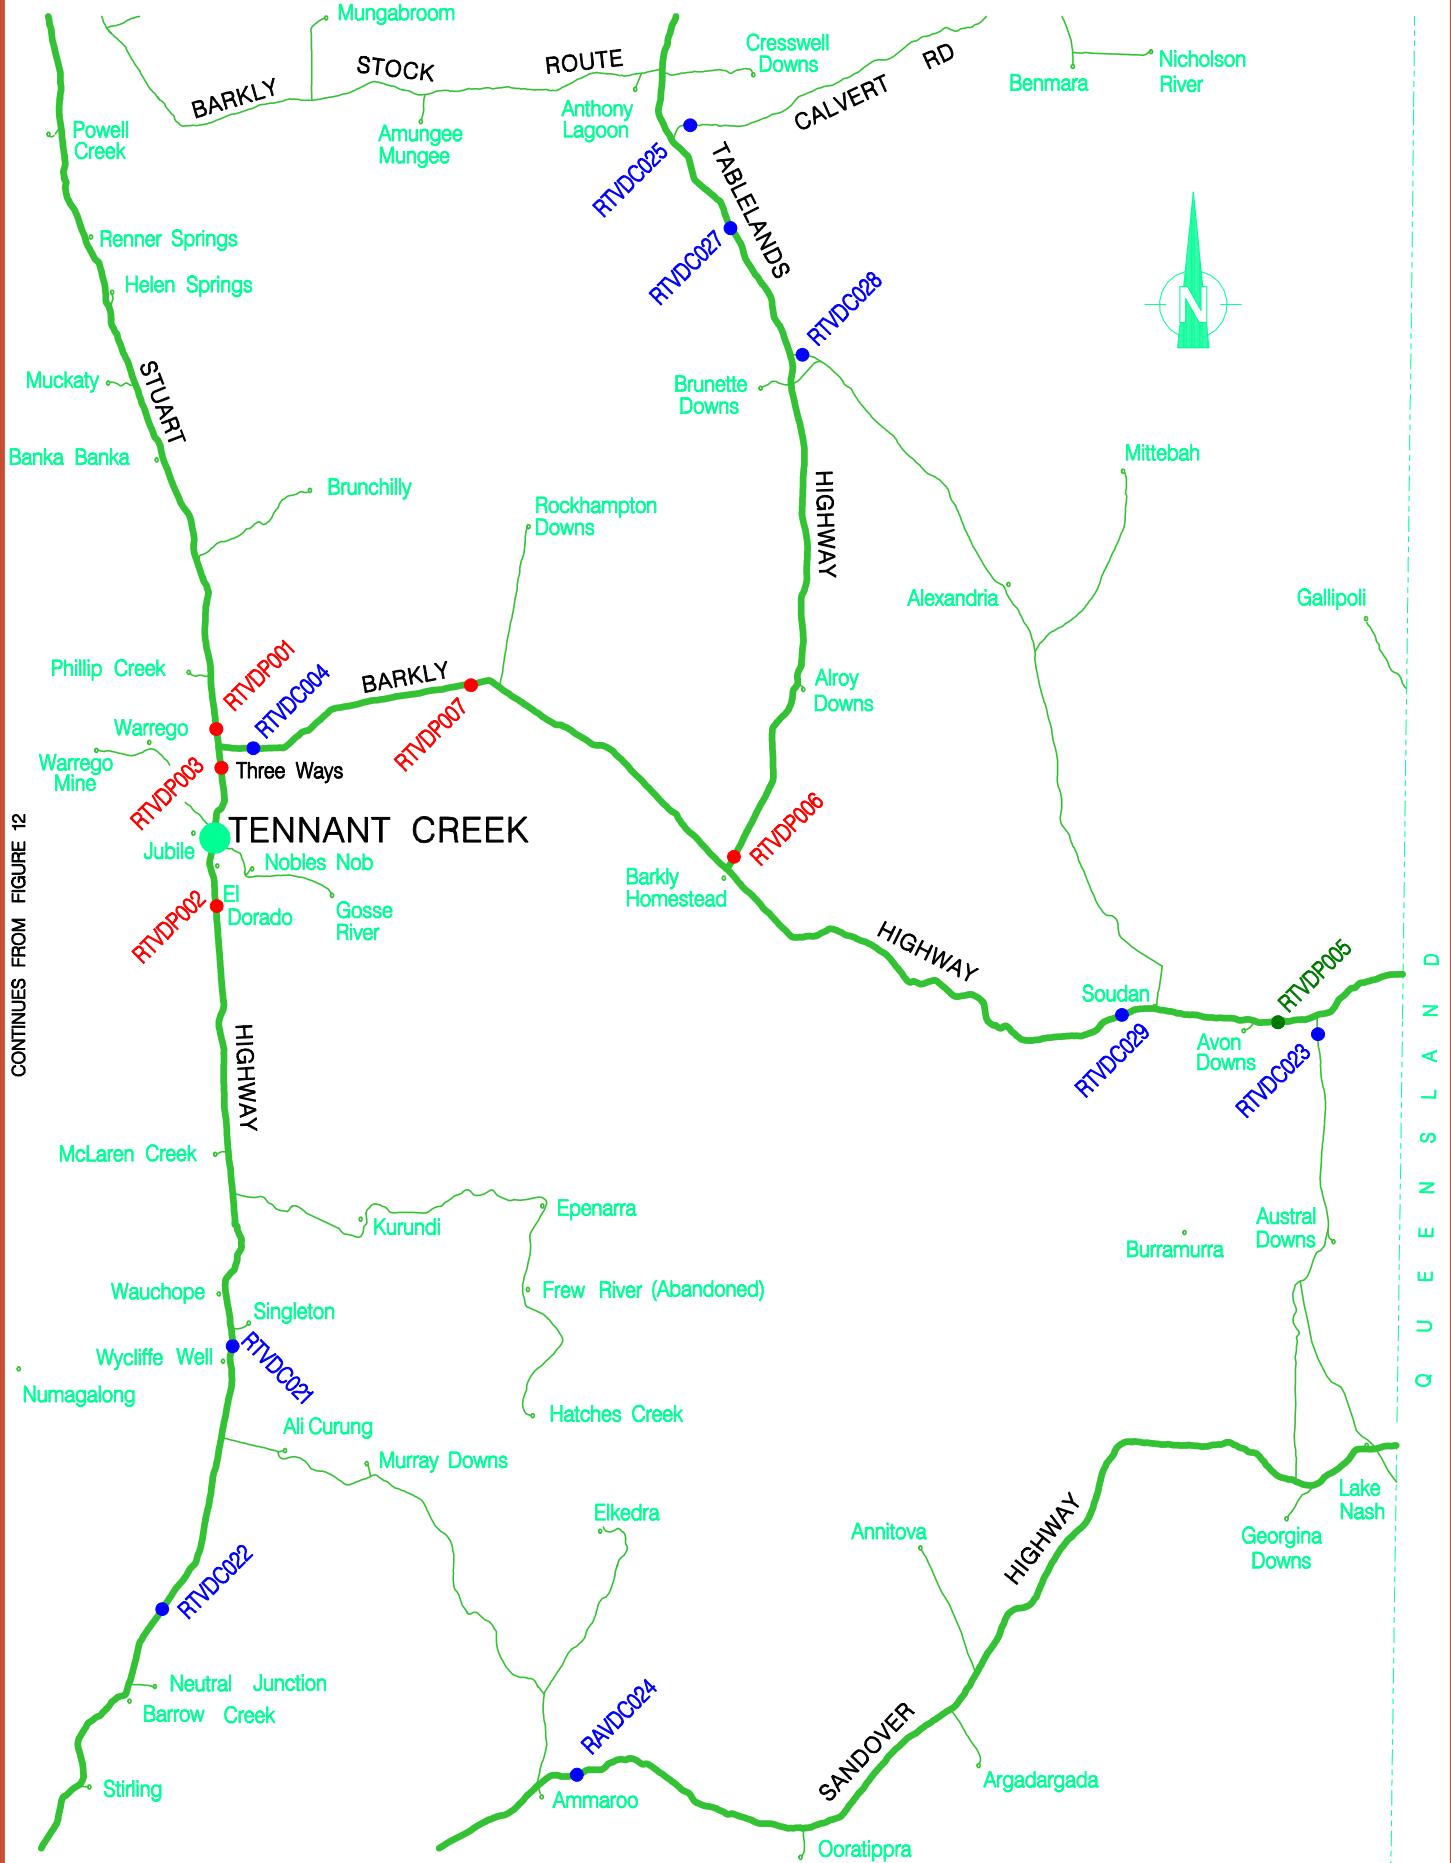 Mungabroom
BARKLY STOCK ROUTE
Cresswell
Downs
CALVERT RD
Benmara
Nicholson
River
Powell
Creek
Amungee
Mungee
Anthony
Lagoon
RTVDC025
TABLELANDS
RTVDC027
Renner Springs
Helen Springs
RTVDC028
N
Muckaty
STUART
Brunette
Downs
Banka Banka
Brunchilly
Rockhampton
Downs
HIGHWAY
Mittebah
Alexandria
Gallipoli
Phillip Creek
RTVDP001
RTVDC004
BARKLY
RTVDP007
Alroy
Downs
Warrego
Warrego
Mine
RTVDP003
Three Ways
TENNANT CREEK
Jubile
Nobles Nob
RTVDP006
Barkly
Homestead
El
Dorado
Gosse
River
RTVDP002
CONTINUES FROM FIGURE 12
HIGHWAY
HIGHWAY
Soudan
RTVDC029
Avon
Downs
RTVDP005
RTVDC023
QUEENSLAND
McLaren Creek
Kurundi
Epenarra
Burramurra
Austral
Downs
Wauchope
Singleton
Frew River (Abandoned)
Wycliffe Well
RTVDC021
Numagalong
Hatches Creek
Ali Curung
Murray Downs
Elkedra
Annitova
HIGHWAY
Lake
Nash
Georgina
Downs
RTVDC022
Neutral Junction
Barrow Creek
RAVDC024
SANDOVER
Stirling
Ammaroo
Argadargada
Ooratippra